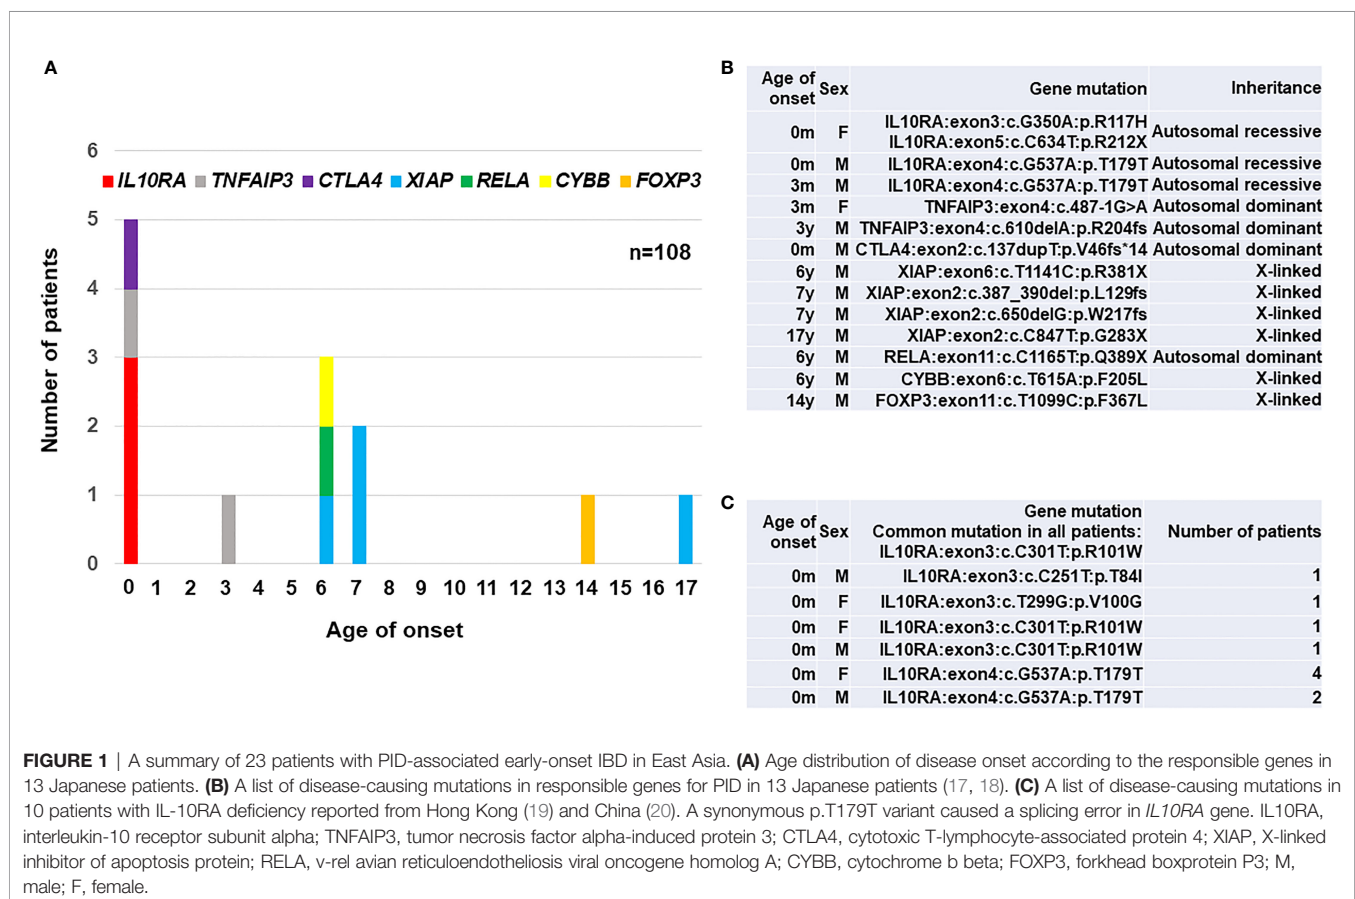 A
6
IL10RA TNFAIP3 CTLA4 XIAP RELA CYBB FOXP3
5
n=108
4
3
2
1
0
Number of patients
0 1 2 3 4 5 6 7 8 9 10 11 12 13 14 15 16 17
Age of onset
B
Age of onset Sex Gene mutation Inheritance
0m F IL10RA:exon3:c.G350A:p.R117H Autosomal recessive
IL10RA:exon5:c.C634T:p.R212X
0m M IL10RA:exon4:c.G537A:p.T179T Autosomal recessive
3m M IL10RA:exon4:c.G537A:p.T179T Autosomal recessive
3m F TNFAIP3:exon4:c.487-1G>A Autosomal dominant
3y M TNFAIP3:exon4:c.610delA:p.R204fs Autosomal dominant
0m M CTLA4:exon2:c.137dupT:p.V46fs*14 Autosomal dominant
6y M XIAP:exon6:c.T1141C:p.R381X X-linked
7y M XIAP:exon2:c.387_390del:p.L129fs X-linked
7y M XIAP:exon2:c.650delG:p.W217fs X-linked
17y M XIAP:exon2:c.C847T:p.G283X X-linked
6y M RELA:exon11:c.C1165T:p.Q389X Autosomal dominant
6y M CYBB:exon6:c.T615A:p.F205L X-linked
14y M FOXP3:exon11:c.T1099C:p.F367L X-linked
C
Age of onset Sex Gene mutation
Common mutation in all patients: Number of patients
IL10RA:exon3:c.C301T:p.R101W
0m M IL10RA:exon3:c.C251T:p.T84I 1
0m F IL10RA:exon3:c.T299G:p.V100G 1
0m F IL10RA:exon3:c.C301T:p.R101W 1
0m M IL10RA:exon3:c.C301T:p.R101W 1
0m F IL10RA:exon4:c.G537A:p.T179T 4
0m M IL10RA:exon4:c.G537A:p.T179T 2
FIGURE 1 | A summary of 23 patients with PID-associated early-onset IBD in East Asia. (A) Age distribution of disease onset according to the responsible genes in
13 Japanese patients. (B) A list of disease-causing mutations in responsible genes for PID in 13 Japanese patients (17, 18). (C) A list of disease-causing mutations in
10 patients with IL-10RA deficiency reported from Hong Kong (19) and China (20). A synonymous p.T179T variant caused a splicing error in IL10RA gene. IL10RA,
interleukin-10 receptor subunit alpha; TNFAIP3, tumor necrosis factor alpha-induced protein 3; CTLA4, cytotoxic T-lymphocyte-associated protein 4; XIAP, X-linked
inhibitor of apoptosis protein; RELA, v-rel avian reticuloendotheliosis viral oncogene homolog A; CYBB, cytochrome b beta; FOXP3, forkhead boxprotein P3; M,
male; F, female.